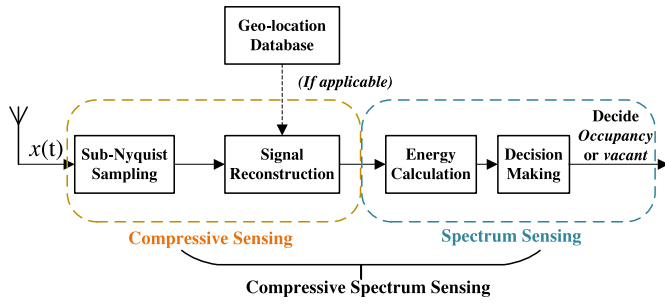 Geo-location
Database
(If applicable)
x(t)
Sub-Nyquist
Sampling
Signal
Reconstruction
Energy
Calculation
Decision
Making
Decide
Occupancy
or vacant
Compressive Sensing
Spectrum Sensing
Compressive Spectrum Sensing